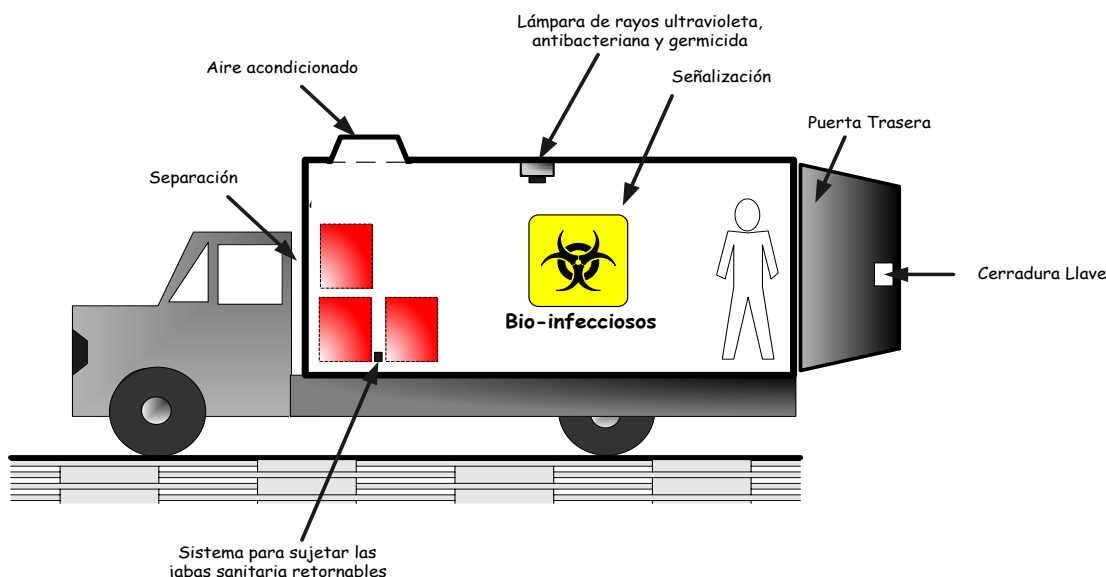 Lámpara de rayos ultravioleta,
antibacteriana y germicida
Aire acondicionado
Señalización
Puerta Trasera
Separación
Cerradura Llave
Bio-infecciosos
Sistema para sujetar las
jabas sanitaria retornables